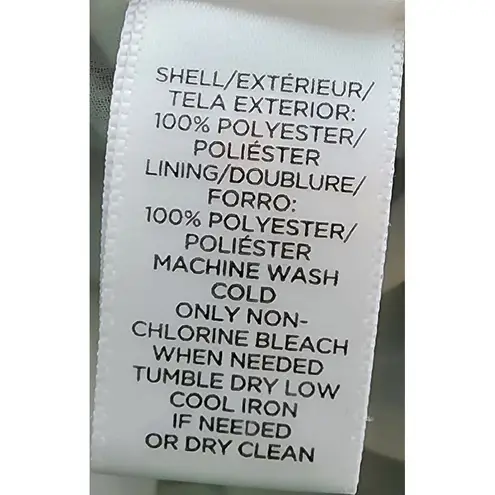 SHELL/EXTÉRIEUR/
TELA EXTERIOR:
100% POLYESTER/
POLIÉSTER
LINING/DOUBLURE/
FORRO:
100% POLYESTER/
POLIÉSTER
MACHINE WASH
COLD
ONLY NON-
CHLORINE BLEACH
WHEN NEEDED
TUMBLE DRY LOW
COOL IRON
IF NEEDED
OR DRY CLEAN